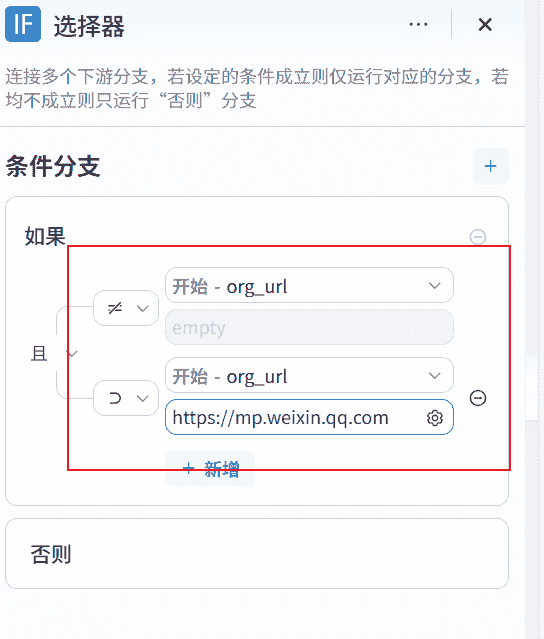 IF 选择器
连接多个下游分支，若设定的条件成立则仅运行对应的分支，若
均不成立则只运行“否则”分支
条件分支
如果
开始 - org_url
≠
empty
且
开始 - org_url
⊃
https://mp.weixin.qq.com
+ 新增
否则